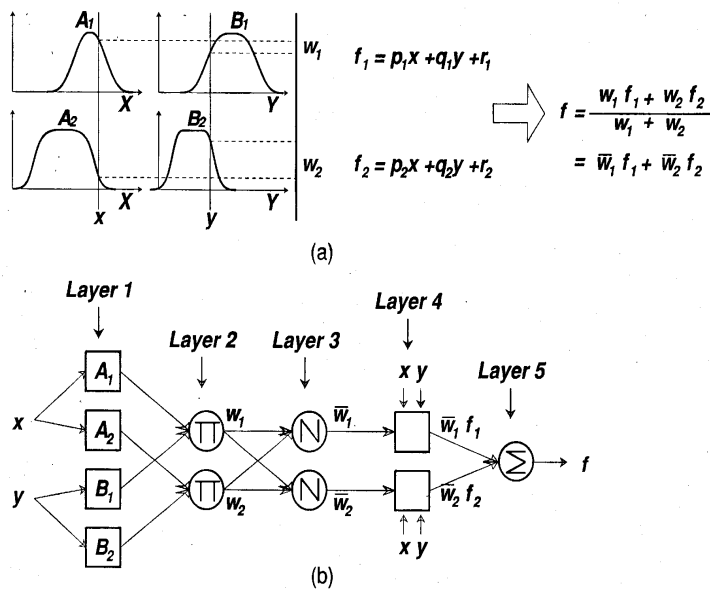 A₁
B₁
w₁
f₁ = p₁x + q₁y + r₁
X
Y
A₂
B₂
w₂
f₂ = p₂x + q₂y + r₂
X
Y
x
y
f = (w₁ f₁ + w₂ f₂) / (w₁ + w₂)
= w̅₁ f₁ + w̅₂ f₂
(a)
Layer 1
Layer 2
Layer 3
Layer 4
Layer 5
x y
x
y
A₁
A₂
B₁
B₂
Π
Π
w₁
w₂
N
N
w̅₁
w̅₂
w̅₁ f₁
w̅₂ f₂
Σ
f
x y
(b)